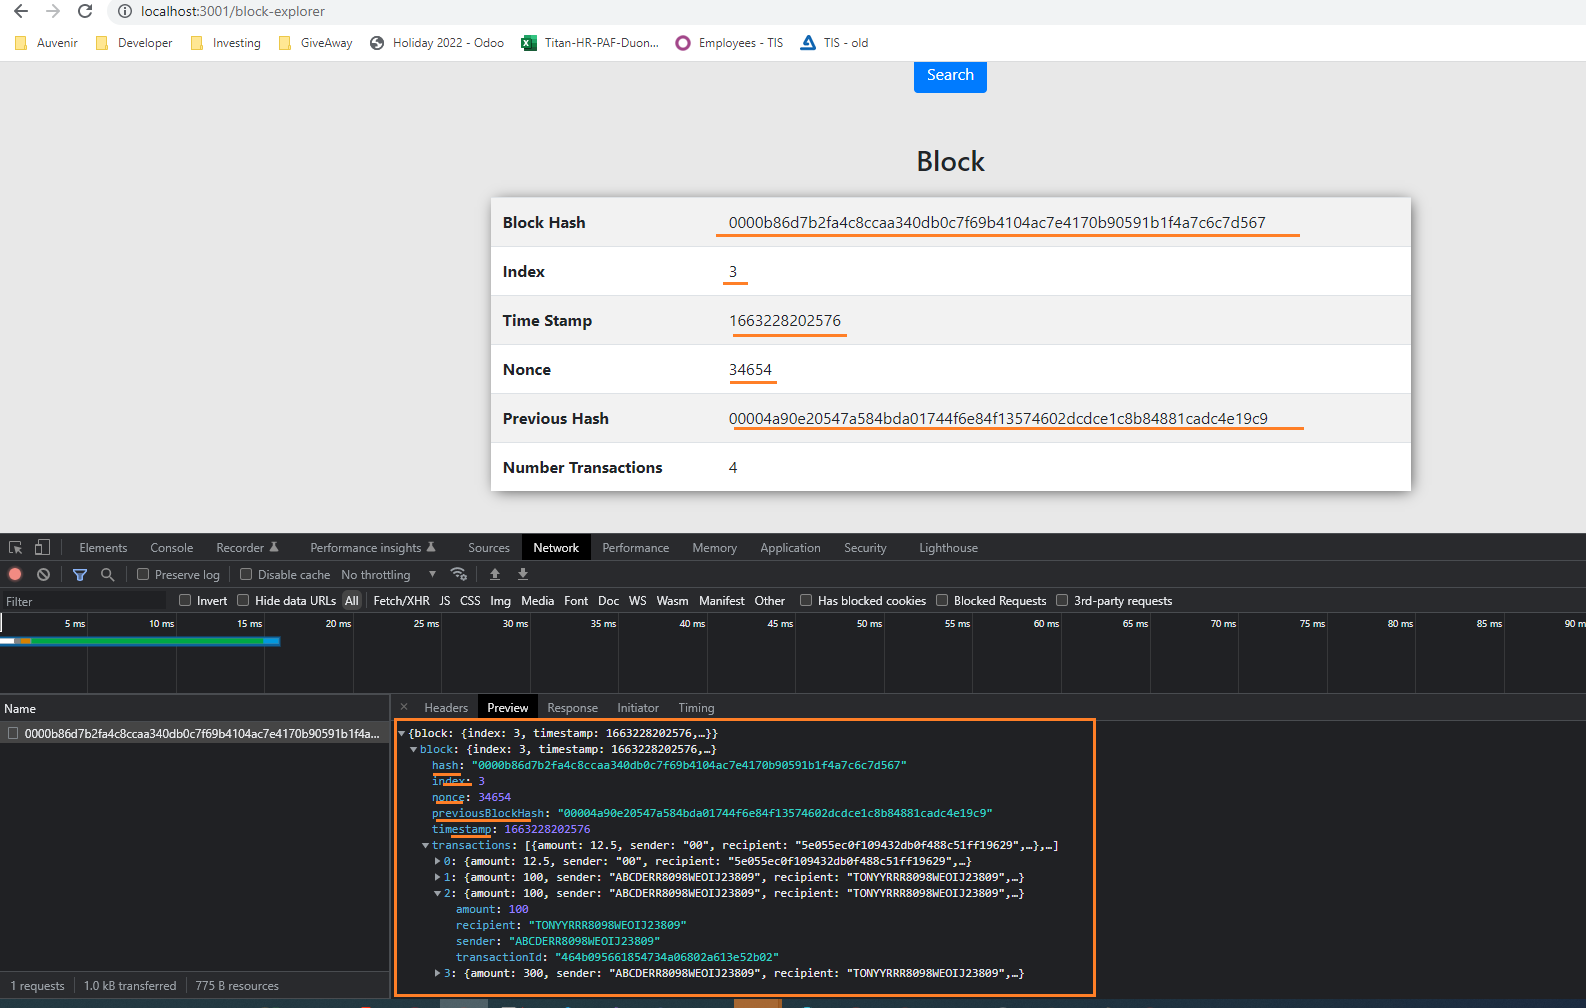 localhost:3001/block-explorer
Auvenir Developer Investing GiveAway Holiday 2022 - Odoo Titan-HR-PAF-Duon... Employees - TIS TIS - old
Search
Block
Block Hash 0000b86d7b2fa4c8ccaa340db0c7f69b4104ac7e4170b90591b1f4a7c6c7d567
Index 3
Time Stamp 1663228202576
Nonce 34654
Previous Hash 00004a90e20547a584bda01744f6e84f13574602dcdce1c8b84881cadc4e19c9
Number Transactions 4
Elements Console Recorder Performance insights Sources Network Performance Memory Application Security Lighthouse
Preserve log Disable cache No throttling
Filter Invert Hide data URLs All Fetch/XHR JS CSS Img Media Font Doc WS Wasm Manifest Other Has blocked cookies Blocked Requests 3rd-party requests
5 ms 10 ms 15 ms 20 ms 25 ms 30 ms 35 ms 40 ms 45 ms 50 ms 55 ms 60 ms 65 ms 70 ms 75 ms 80 ms 85 ms 90 m
Name
0000b86d7b2fa4c8ccaa340db0c7f69b4104ac7e4170b90591b1f4a...
1 requests 1.0 kB transferred 775 B resources
× Headers Preview Response Initiator Timing
{block: {index: 3, timestamp: 1663228202576,…}}
block: {index: 3, timestamp: 1663228202576,…}
hash: "0000b86d7b2fa4c8ccaa340db0c7f69b4104ac7e4170b90591b1f4a7c6c7d567"
index: 3
nonce: 34654
previousBlockHash: "00004a90e20547a584bda01744f6e84f13574602dcdce1c8b84881cadc4e19c9"
timestamp: 1663228202576
transactions: [{amount: 12.5, sender: "00", recipient: "5e055ec0f109432db0f488c51ff19629",…},…]
0: {amount: 12.5, sender: "00", recipient: "5e055ec0f109432db0f488c51ff19629",…}
1: {amount: 100, sender: "ABCDERR8098WEOIJ23809", recipient: "TONYYRRR8098WEOIJ23809",…}
2: {amount: 100, sender: "ABCDERR8098WEOIJ23809", recipient: "TONYYRRR8098WEOIJ23809",…}
amount: 100
recipient: "TONYYRRR8098WEOIJ23809"
sender: "ABCDERR8098WEOIJ23809"
transactionId: "464b095661854734a06802a613e52b02"
3: {amount: 300, sender: "ABCDERR8098WEOIJ23809", recipient: "TONYYRRR8098WEOIJ23809",…}